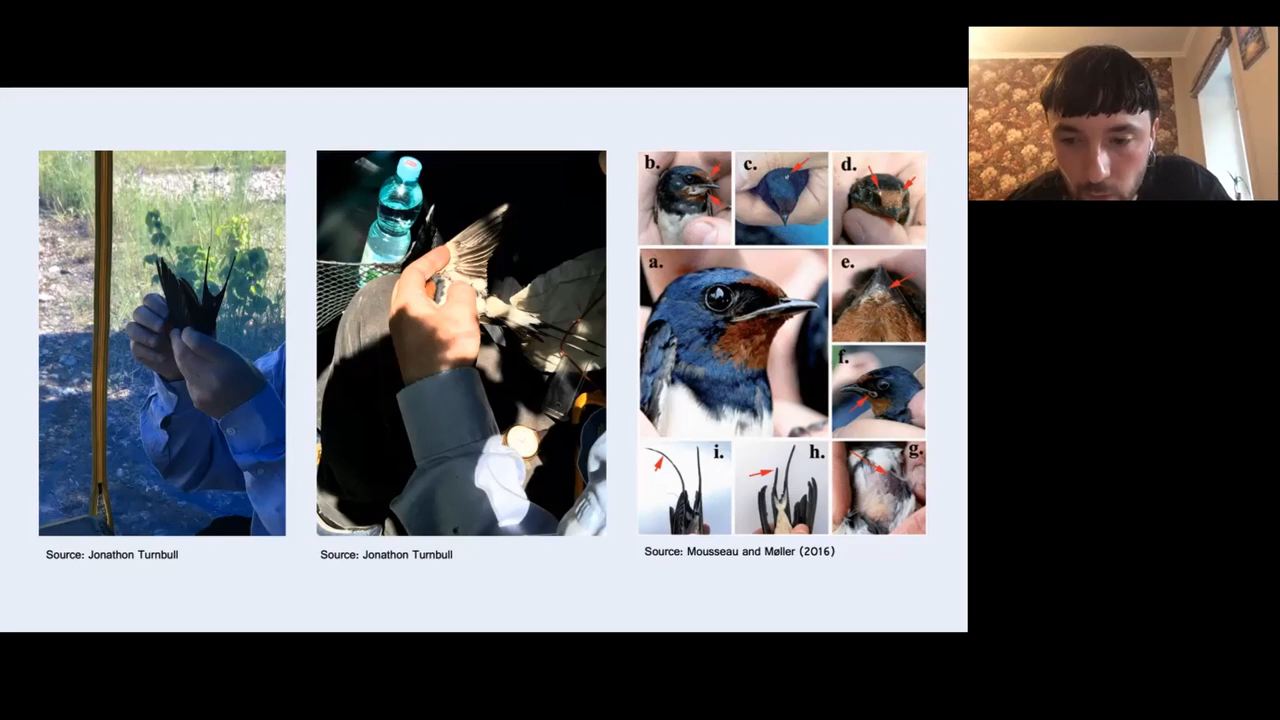 b.
c.
d.
a.
e.
f.
i.
h.
g.
Source: Jonathon Turnbull
Source: Jonathon Turnbull
Source: Mousseau and Møller (2016)